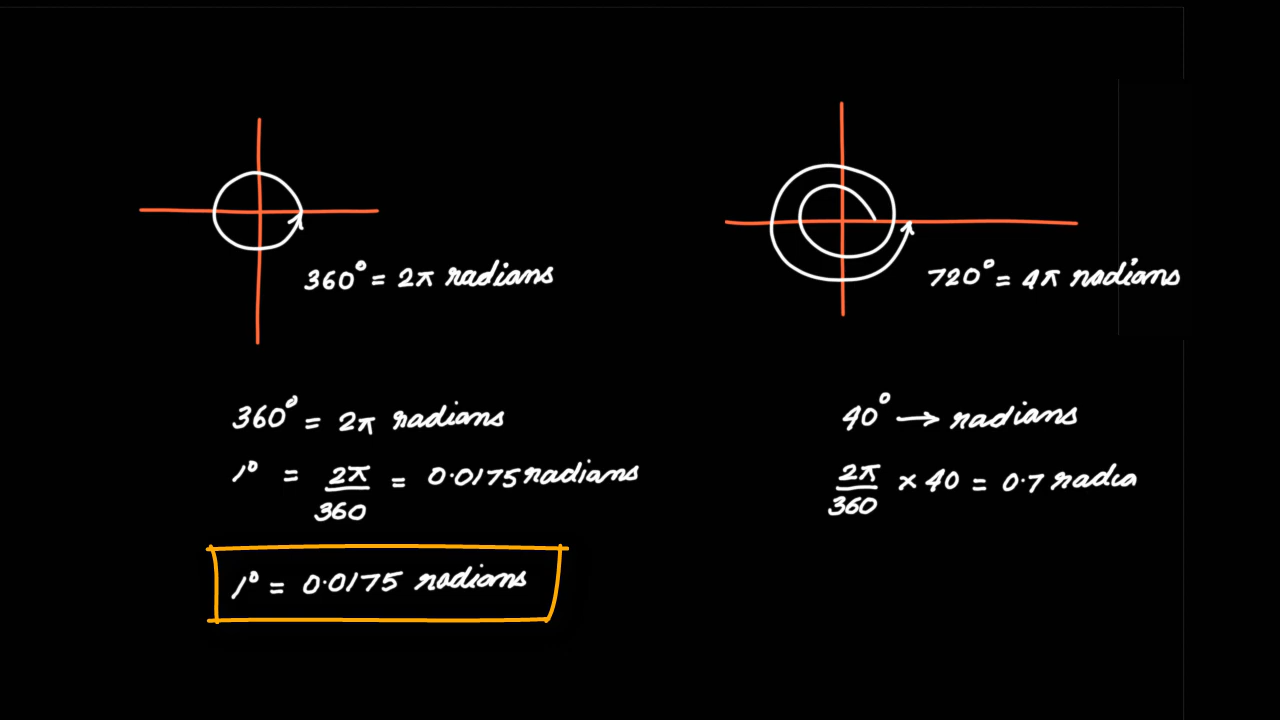 360° = 2π radians
720° = 4π radians
360° = 2π radians
1° = 2π/360 = 0.0175 radians
1° = 0.0175 radians
40° → radians
2π/360 × 40 = 0.7 radia